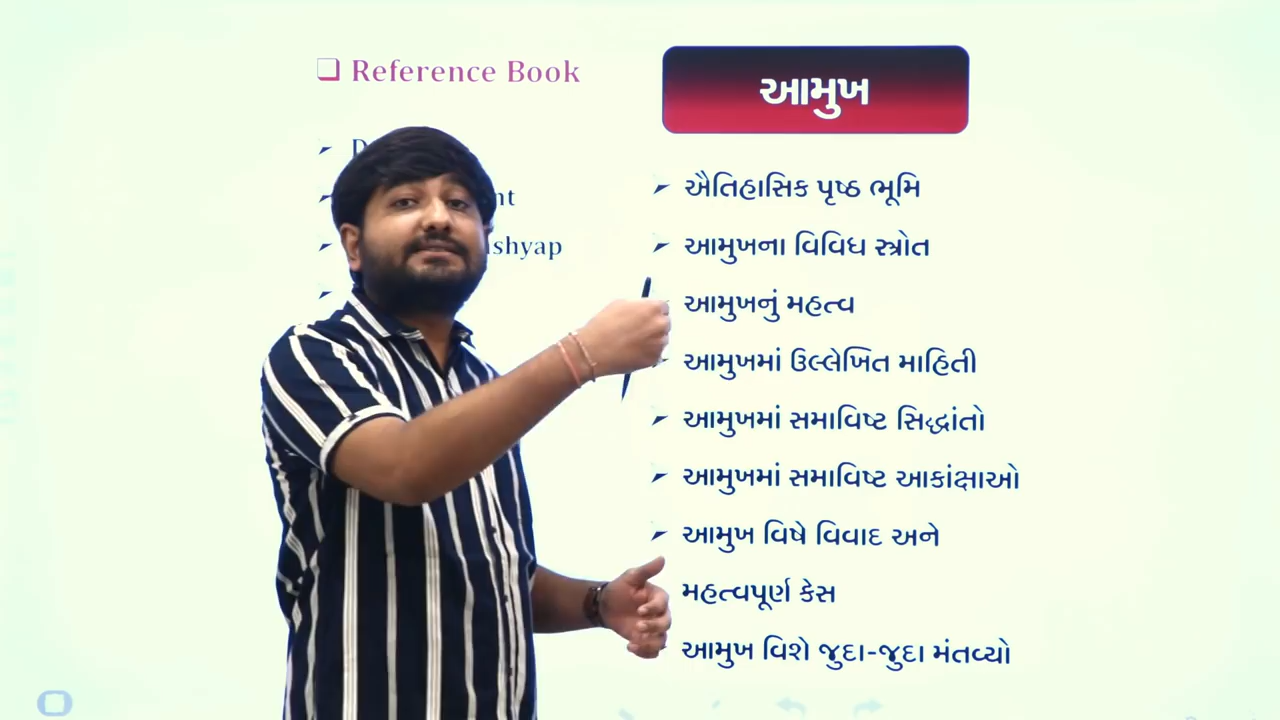 Reference Book
આમુખ
ઐતિહાસિક પૃષ્ઠ ભૂમિ
આમુખના વિવિધ સ્ત્રોત
આમુખનું મહત્વ
આમુખમાં ઉલ્લેખિત માહિતી
આમુખમાં સમાવિષ્ટ સિદ્ધાંતો
આમુખમાં સમાવિષ્ટ આકાંક્ષાઓ
આમુખ વિષે વિવાદ અને
મહત્વપૂર્ણ કેસ
આમુખ વિશે જુદા-જુદા મંતવ્યો